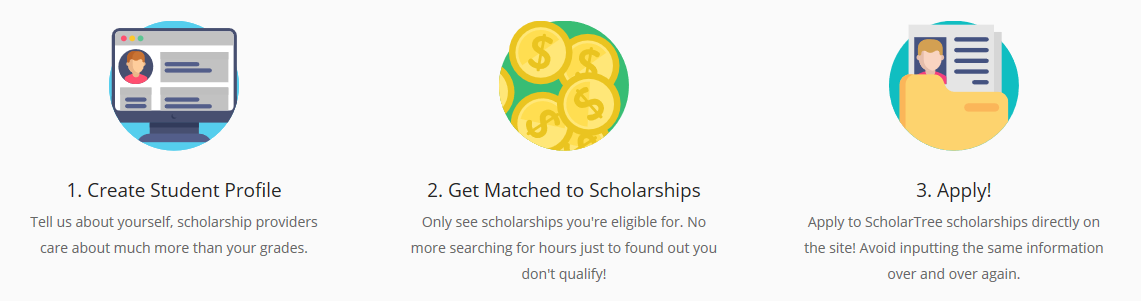 1. Create Student Profile
Tell us about yourself, scholarship providers
care about much more than your grades.
2. Get Matched to Scholarships
Only see scholarships you're eligible for. No
more searching for hours just to found out you
don't qualify!
3. Apply!
Apply to ScholarTree scholarships directly on
the site! Avoid inputting the same information
over and over again.